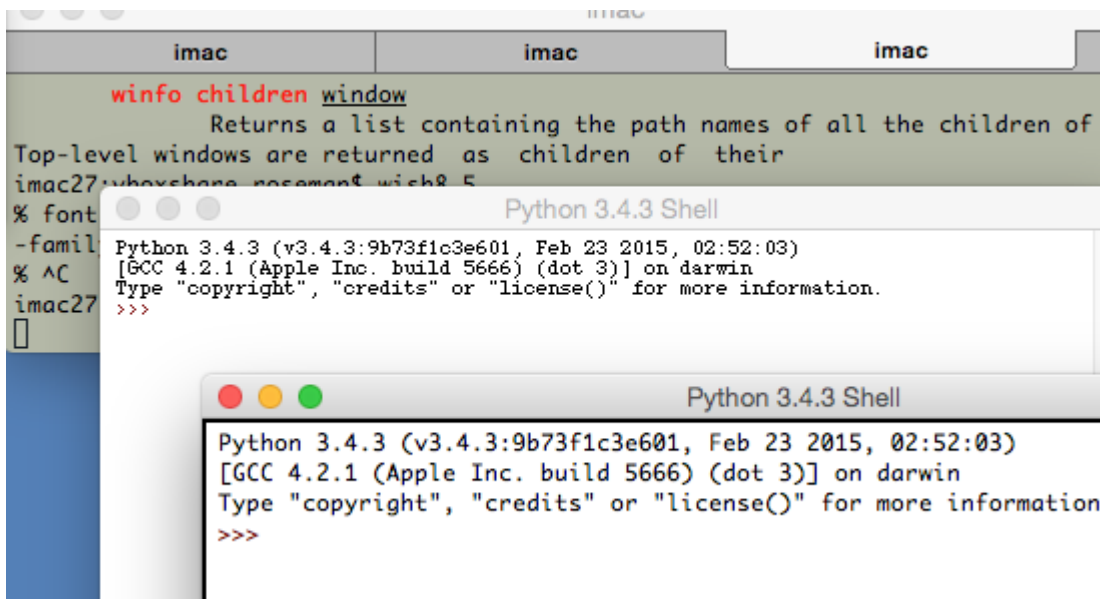 imac
imac imac imac
winfo children window
Returns a list containing the path names of all the children of
Top-level windows are returned as children of their
imac27:vboxshare roseman$ wish8.5
% font
-famil
% ^C
imac27
Python 3.4.3 Shell
Python 3.4.3 (v3.4.3:9b73f1c3e601, Feb 23 2015, 02:52:03)
[GCC 4.2.1 (Apple Inc. build 5666) (dot 3)] on darwin
Type "copyright", "credits" or "license()" for more information.
>>>
Python 3.4.3 Shell
Python 3.4.3 (v3.4.3:9b73f1c3e601, Feb 23 2015, 02:52:03)
[GCC 4.2.1 (Apple Inc. build 5666) (dot 3)] on darwin
Type "copyright", "credits" or "license()" for more information
>>>